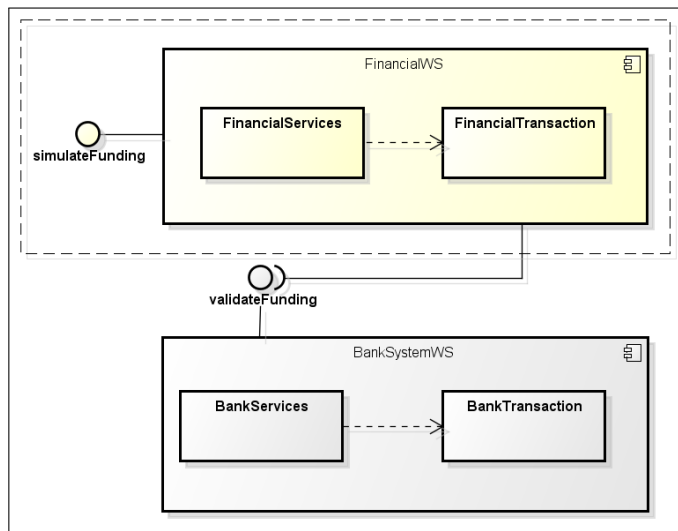 FinancialWS
FinancialServices
FinancialTransaction
simulateFunding
validateFunding
BankSystemWS
BankServices
BankTransaction